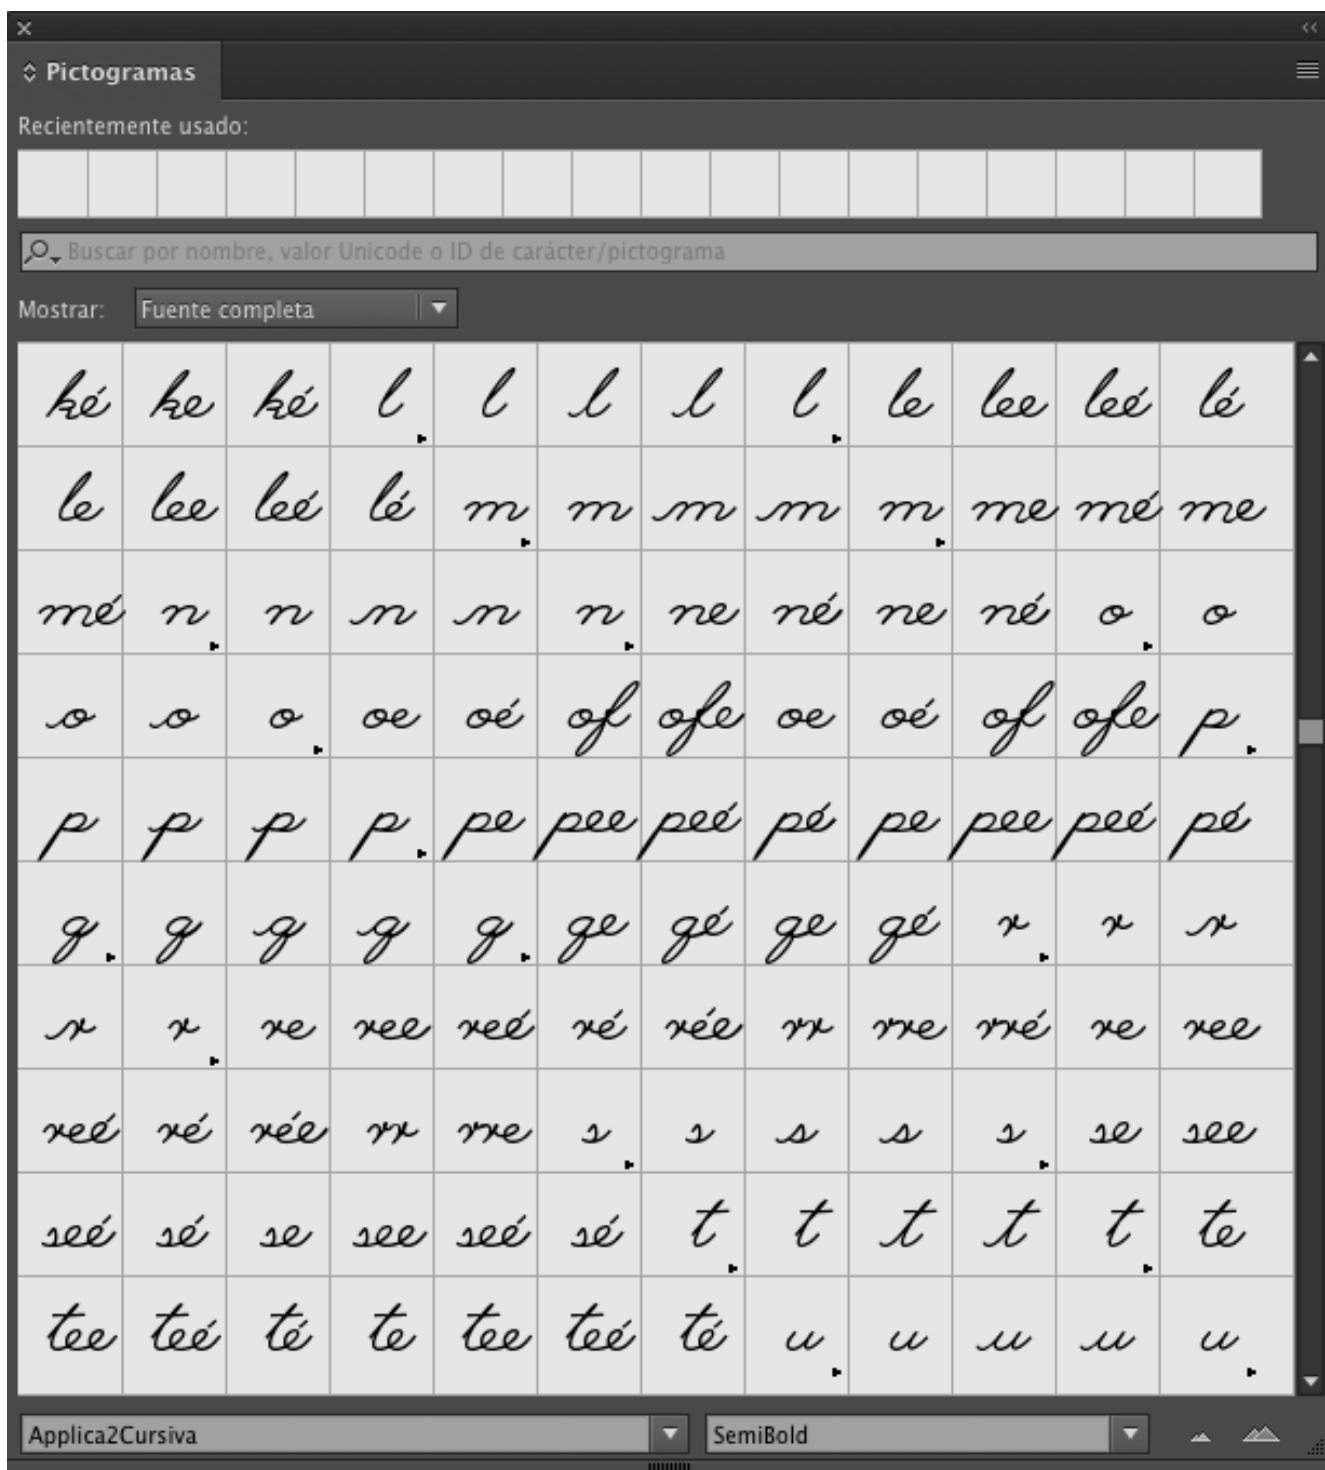 Pictogramas
Recientemente usado:
Buscar por nombre, valor Unicode o ID de carácter/pictograma
Mostrar: Fuente completa
ké ke ké l l l l l le lee leé lé
le lee leé lé m m m m m me mé me
mé n n n n n ne né ne né o o
o o o oe oé of ofe oe oé of ofe p
p p p p pe pee peé pé pe pee peé pé
q q q q q qe qé qe qé r r r
r r re ree reé ré rée rr rre rré re ree
reé ré rée rr rre s s s s s se see
seé sé se see seé sé t t t t t te
tee teé té te tee teé té u u u u u
Applica2Cursiva SemiBold